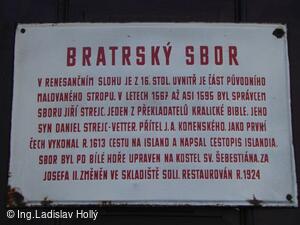 BRATRSKÝ SBOR
V RENESANČNÍM SLOHU JE Z 16. STOL. UVNITŘ JE ČÁST PŮVODNÍHO
MALOVANÉHO STROPU. V LETECH 1567 AŽ ASI 1595 BYL SPRÁVCEM
SBORU JIŘÍ STREJC. JEDEN Z PŘEKLADATELŮ KRALICKÉ BIBLE. JEHO
SYN DANIEL STREJC-VETTER. PŘÍTEL J.A. KOMENSKÉHO. JAKO PRVNÍ
ČECH VYKONAL R.1613 CESTU NA ISLAND A NAPSAL CESTOPIS ISLANDIA.
SBOR BYL PO BÍLÉ HOŘE UPRAVEN NA KOSTEL SV. ŠEBESTIÁNA. ZA
JOSEFA II. ZMĚNĚN VE SKLADIŠTĚ SOLI. RESTAUROVÁN R.1924
© Ing.Ladislav Hollý